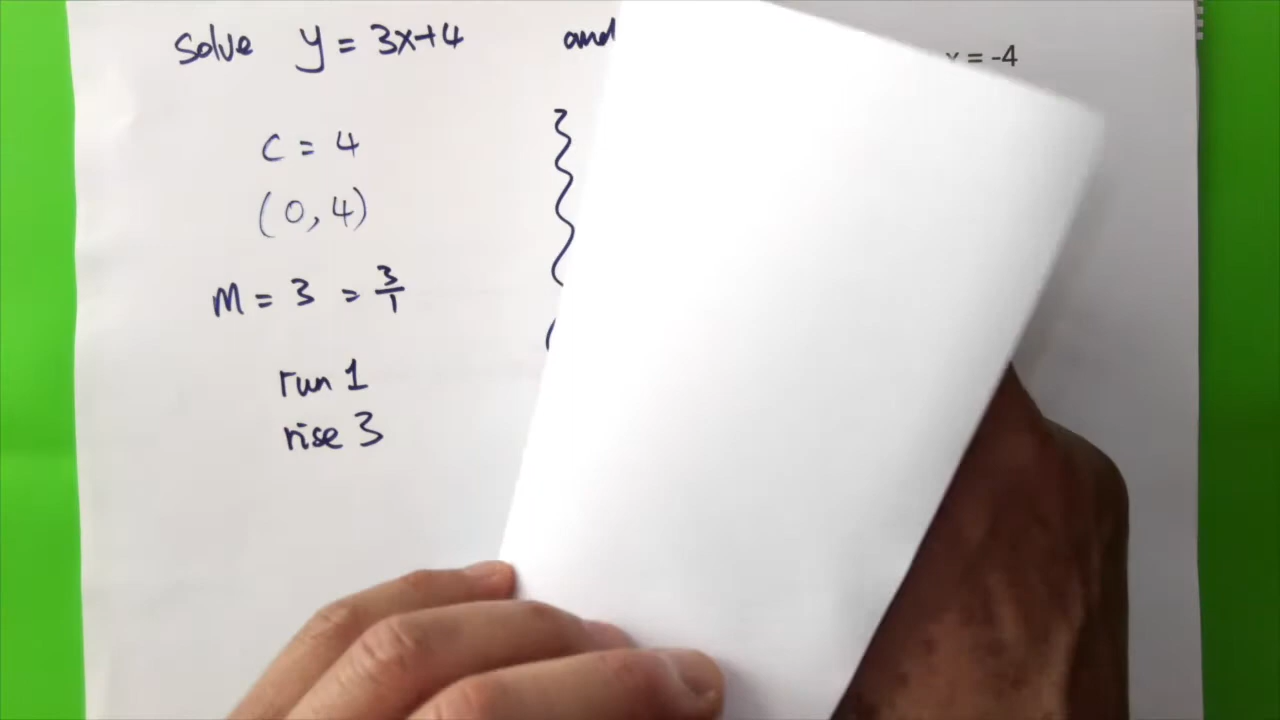 Solve y = 3x+4 and = -4
c = 4
(0, 4)
m = 3 = 3/1
run 1
rise 3